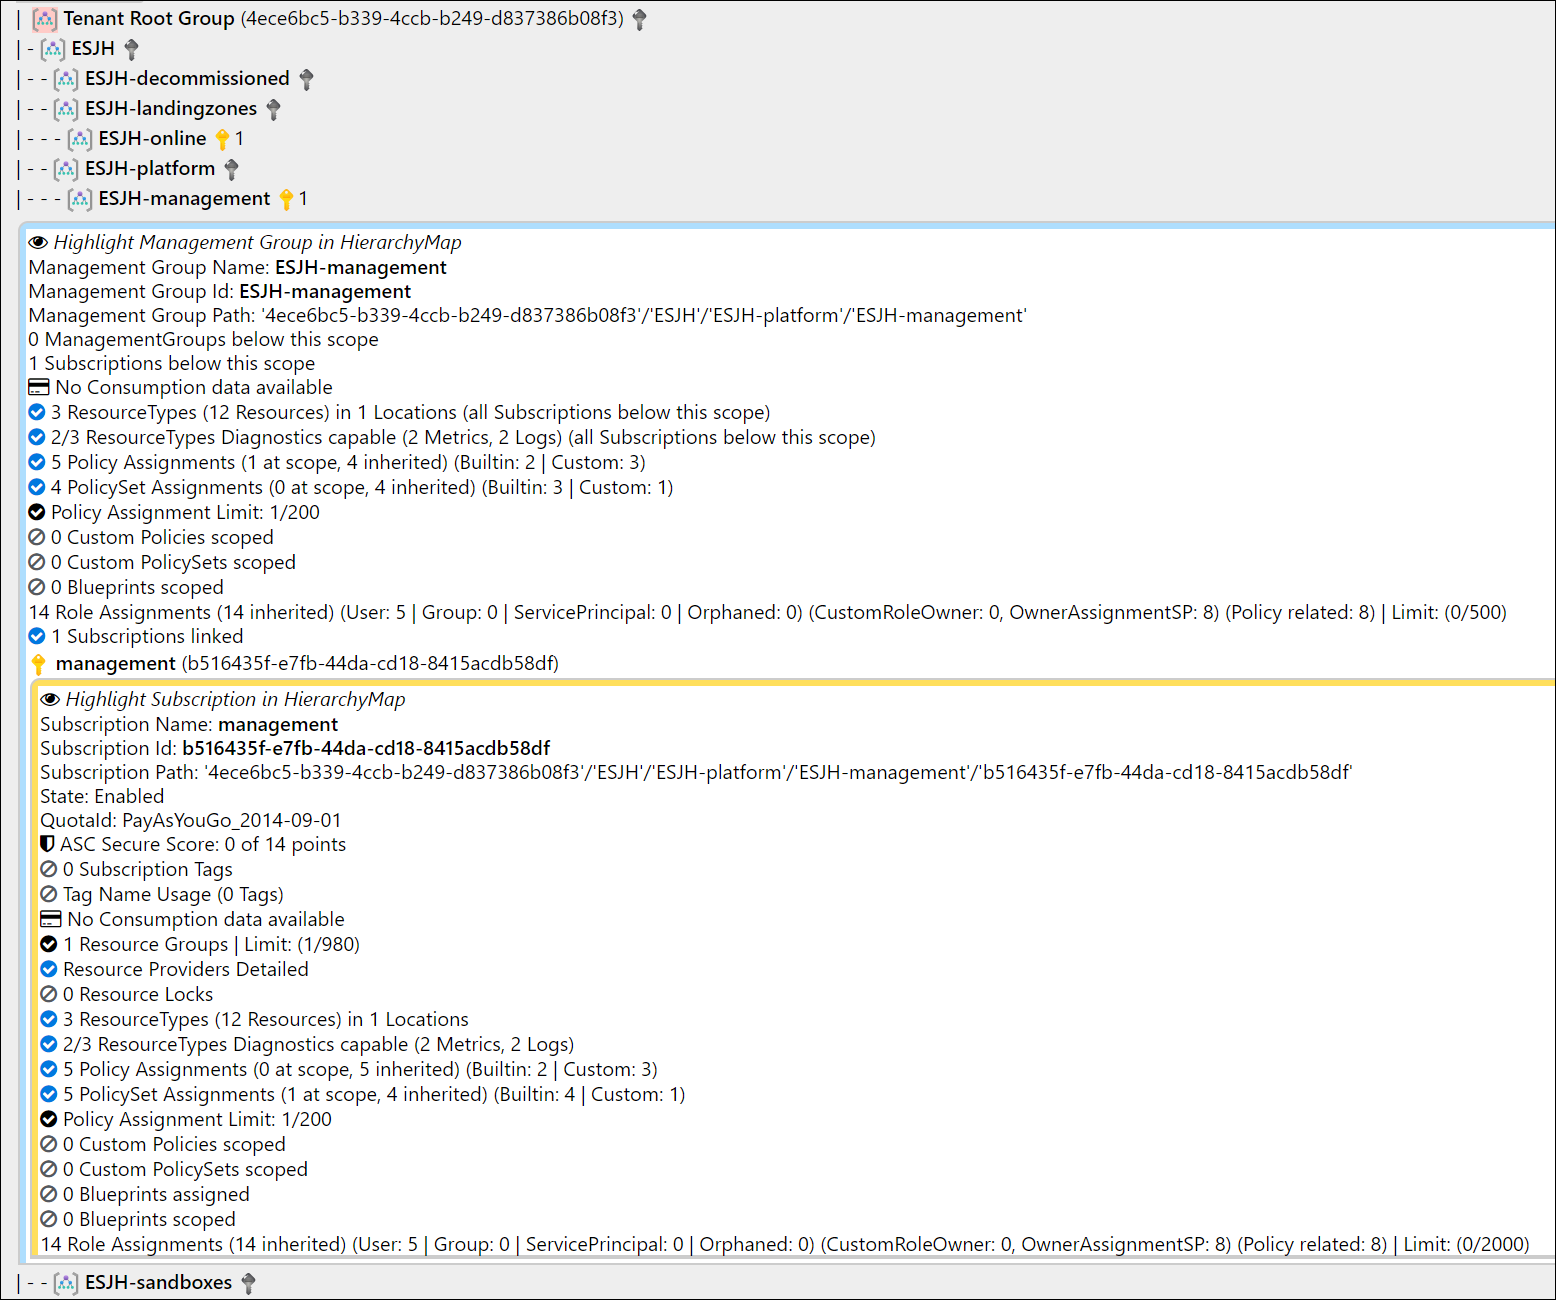 | Tenant Root Group (4ece6bc5-b339-4ccb-b249-d837386b08f3)
| - ESJH
| - - ESJH-decommissioned
| - - ESJH-landingzones
| - - - ESJH-online 1
| - - ESJH-platform
| - - - ESJH-management 1
Highlight Management Group in HierarchyMap
Management Group Name: ESJH-management
Management Group Id: ESJH-management
Management Group Path: '4ece6bc5-b339-4ccb-b249-d837386b08f3'/'ESJH'/'ESJH-platform'/'ESJH-management'
0 ManagementGroups below this scope
1 Subscriptions below this scope
No Consumption data available
3 ResourceTypes (12 Resources) in 1 Locations (all Subscriptions below this scope)
2/3 ResourceTypes Diagnostics capable (2 Metrics, 2 Logs) (all Subscriptions below this scope)
5 Policy Assignments (1 at scope, 4 inherited) (Builtin: 2 | Custom: 3)
4 PolicySet Assignments (0 at scope, 4 inherited) (Builtin: 3 | Custom: 1)
Policy Assignment Limit: 1/200
0 Custom Policies scoped
0 Custom PolicySets scoped
0 Blueprints scoped
14 Role Assignments (14 inherited) (User: 5 | Group: 0 | ServicePrincipal: 0 | Orphaned: 0) (CustomRoleOwner: 0, OwnerAssignmentSP: 8) (Policy related: 8) | Limit: (0/500)
1 Subscriptions linked
management (b516435f-e7fb-44da-cd18-8415acdb58df)
Highlight Subscription in HierarchyMap
Subscription Name: management
Subscription Id: b516435f-e7fb-44da-cd18-8415acdb58df
Subscription Path: '4ece6bc5-b339-4ccb-b249-d837386b08f3'/'ESJH'/'ESJH-platform'/'ESJH-management'/'b516435f-e7fb-44da-cd18-8415acdb58df'
State: Enabled
QuotaId: PayAsYouGo_2014-09-01
ASC Secure Score: 0 of 14 points
0 Subscription Tags
Tag Name Usage (0 Tags)
No Consumption data available
1 Resource Groups | Limit: (1/980)
Resource Providers Detailed
0 Resource Locks
3 ResourceTypes (12 Resources) in 1 Locations
2/3 ResourceTypes Diagnostics capable (2 Metrics, 2 Logs)
5 Policy Assignments (0 at scope, 5 inherited) (Builtin: 2 | Custom: 3)
5 PolicySet Assignments (1 at scope, 4 inherited) (Builtin: 4 | Custom: 1)
Policy Assignment Limit: 1/200
0 Custom Policies scoped
0 Custom PolicySets scoped
0 Blueprints assigned
0 Blueprints scoped
14 Role Assignments (14 inherited) (User: 5 | Group: 0 | ServicePrincipal: 0 | Orphaned: 0) (CustomRoleOwner: 0, OwnerAssignmentSP: 8) (Policy related: 8) | Limit: (0/2000)
| - - ESJH-sandboxes